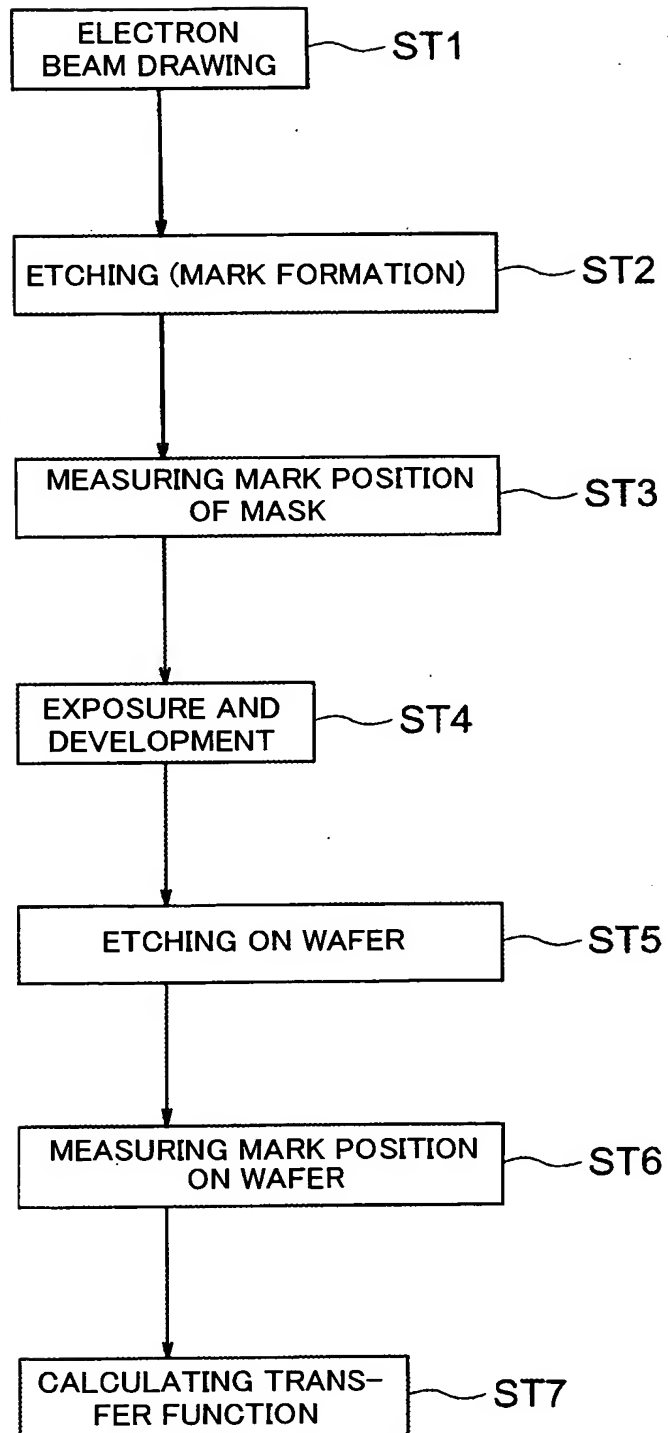 ELECTRON
BEAM DRAWING
ST1
ETCHING (MARK FORMATION)
ST2
MEASURING MARK POSITION
OF MASK
ST3
EXPOSURE AND
DEVELOPMENT
ST4
ETCHING ON WAFER
ST5
MEASURING MARK POSITION
ON WAFER
ST6
CALCULATING TRANS-
FER FUNCTION
ST7